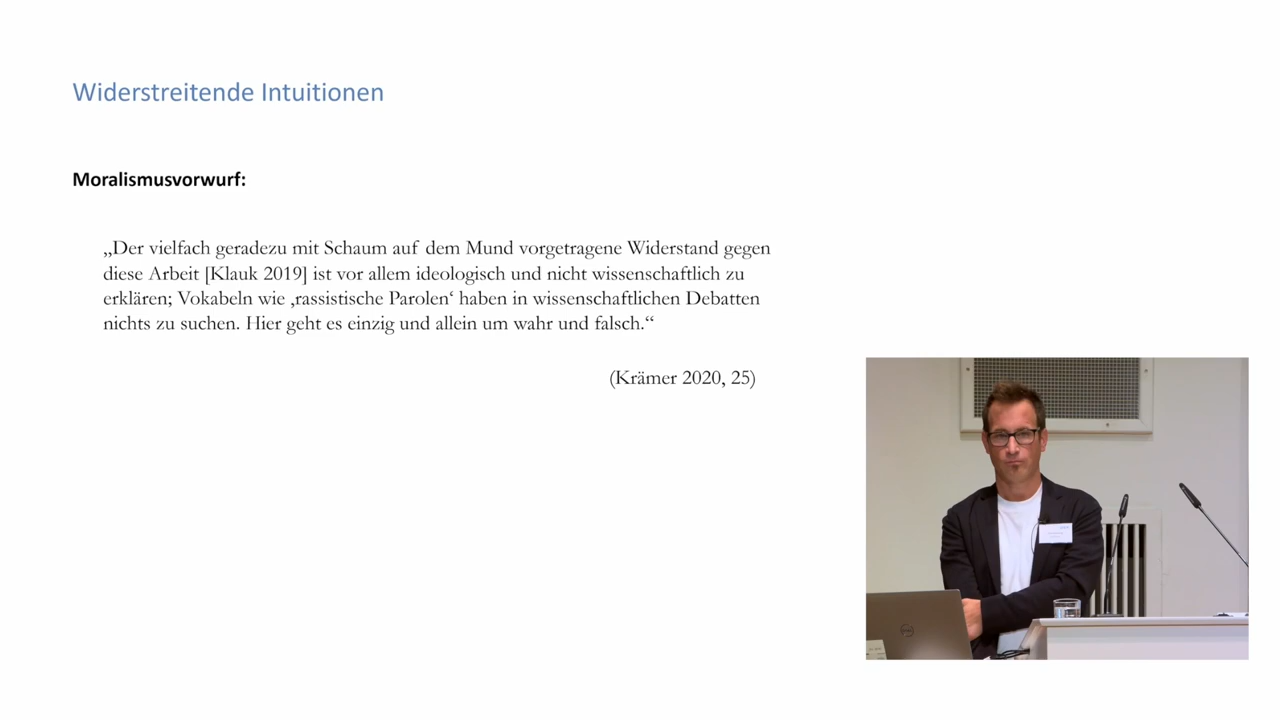 Widerstreitende Intuitionen
Moralismusvorwurf:
„Der vielfach geradezu mit Schaum auf dem Mund vorgetragene Widerstand gegen
diese Arbeit [Klauk 2019] ist vor allem ideologisch und nicht wissenschaftlich zu
erklären; Vokabeln wie ‚rassistische Parolen‘ haben in wissenschaftlichen Debatten
nichts zu suchen. Hier geht es einzig und allein um wahr und falsch.“
(Krämer 2020, 25)